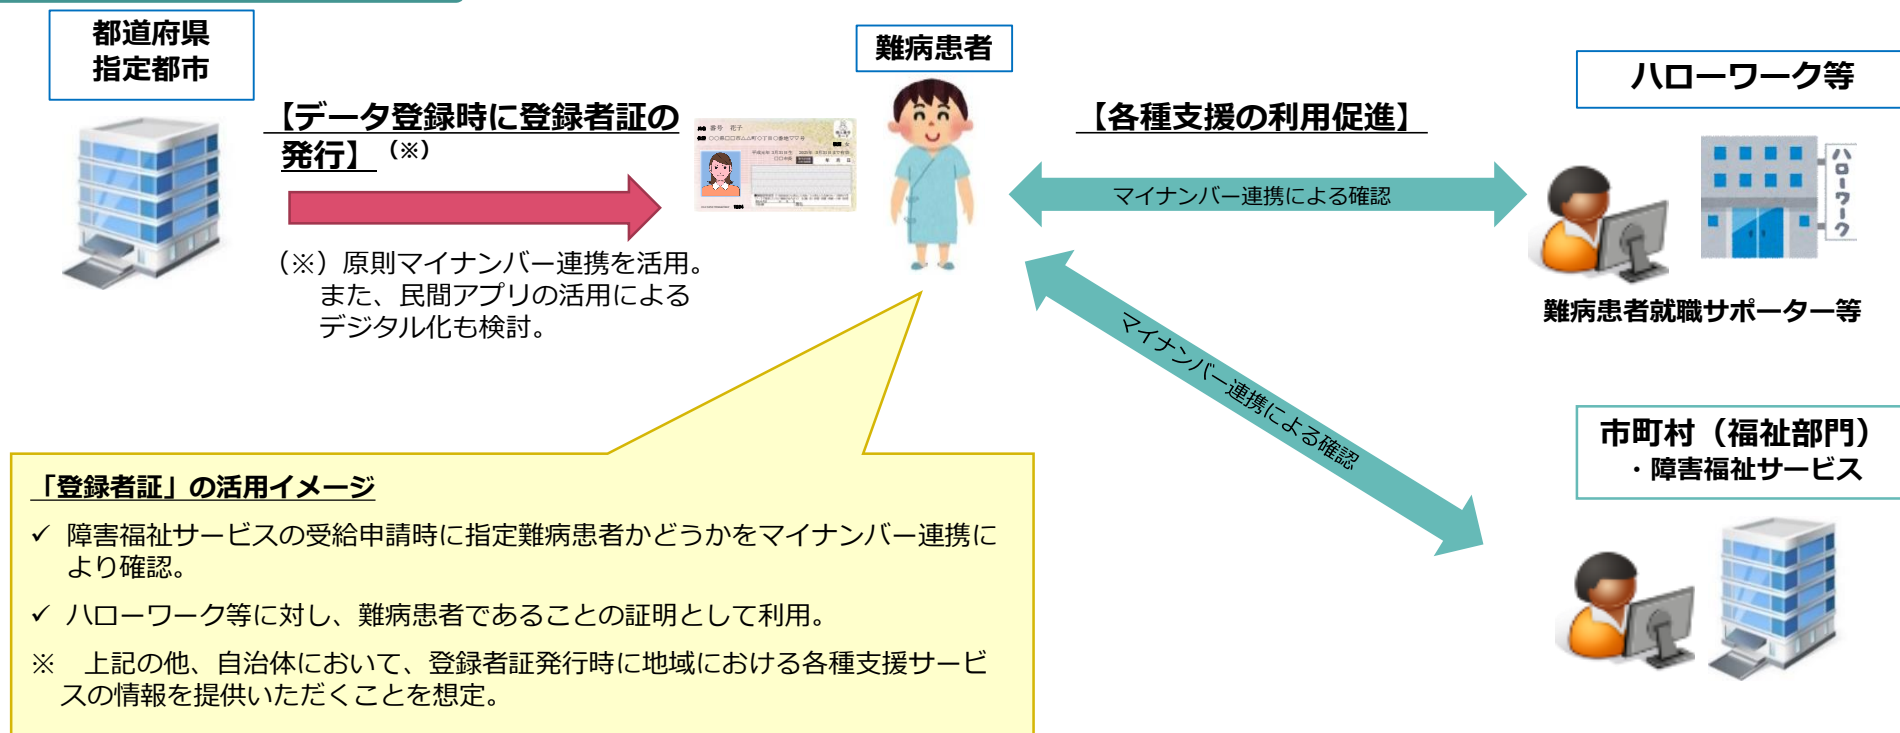 都道府県
指定都市
難病患者
ハローワーク等
【データ登録時に登録者証の
発行】（※）
【各種支援の利用促進】
番号 花子
マイナンバー連携による確認
ハローワーク
（※）原則マイナンバー連携を活用。
また、民間アプリの活用による
デジタル化も検討。
難病患者就職サポーター等
マイナンバー連携による確認
市町村（福祉部門）
・障害福祉サービス
「登録者証」の活用イメージ
✓ 障害福祉サービスの受給申請時に指定難病患者かどうかをマイナンバー連携に
より確認。
✓ ハローワーク等に対し、難病患者であることの証明として利用。
※ 上記の他、自治体において、登録者証発行時に地域における各種支援サービ
スの情報を提供いただくことを想定。